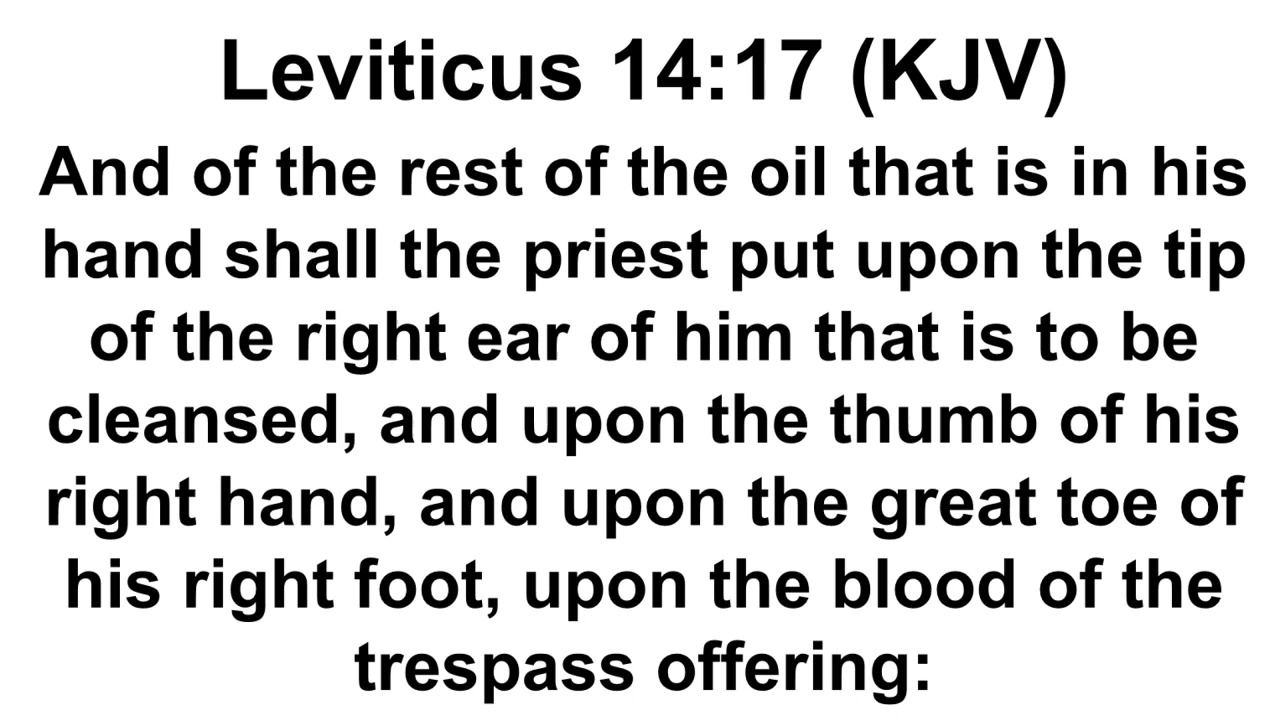 Leviticus 14:17 (KJV)
And of the rest of the oil that is in his
hand shall the priest put upon the tip
of the right ear of him that is to be
cleansed, and upon the thumb of his
right hand, and upon the great toe of
his right foot, upon the blood of the
trespass offering: